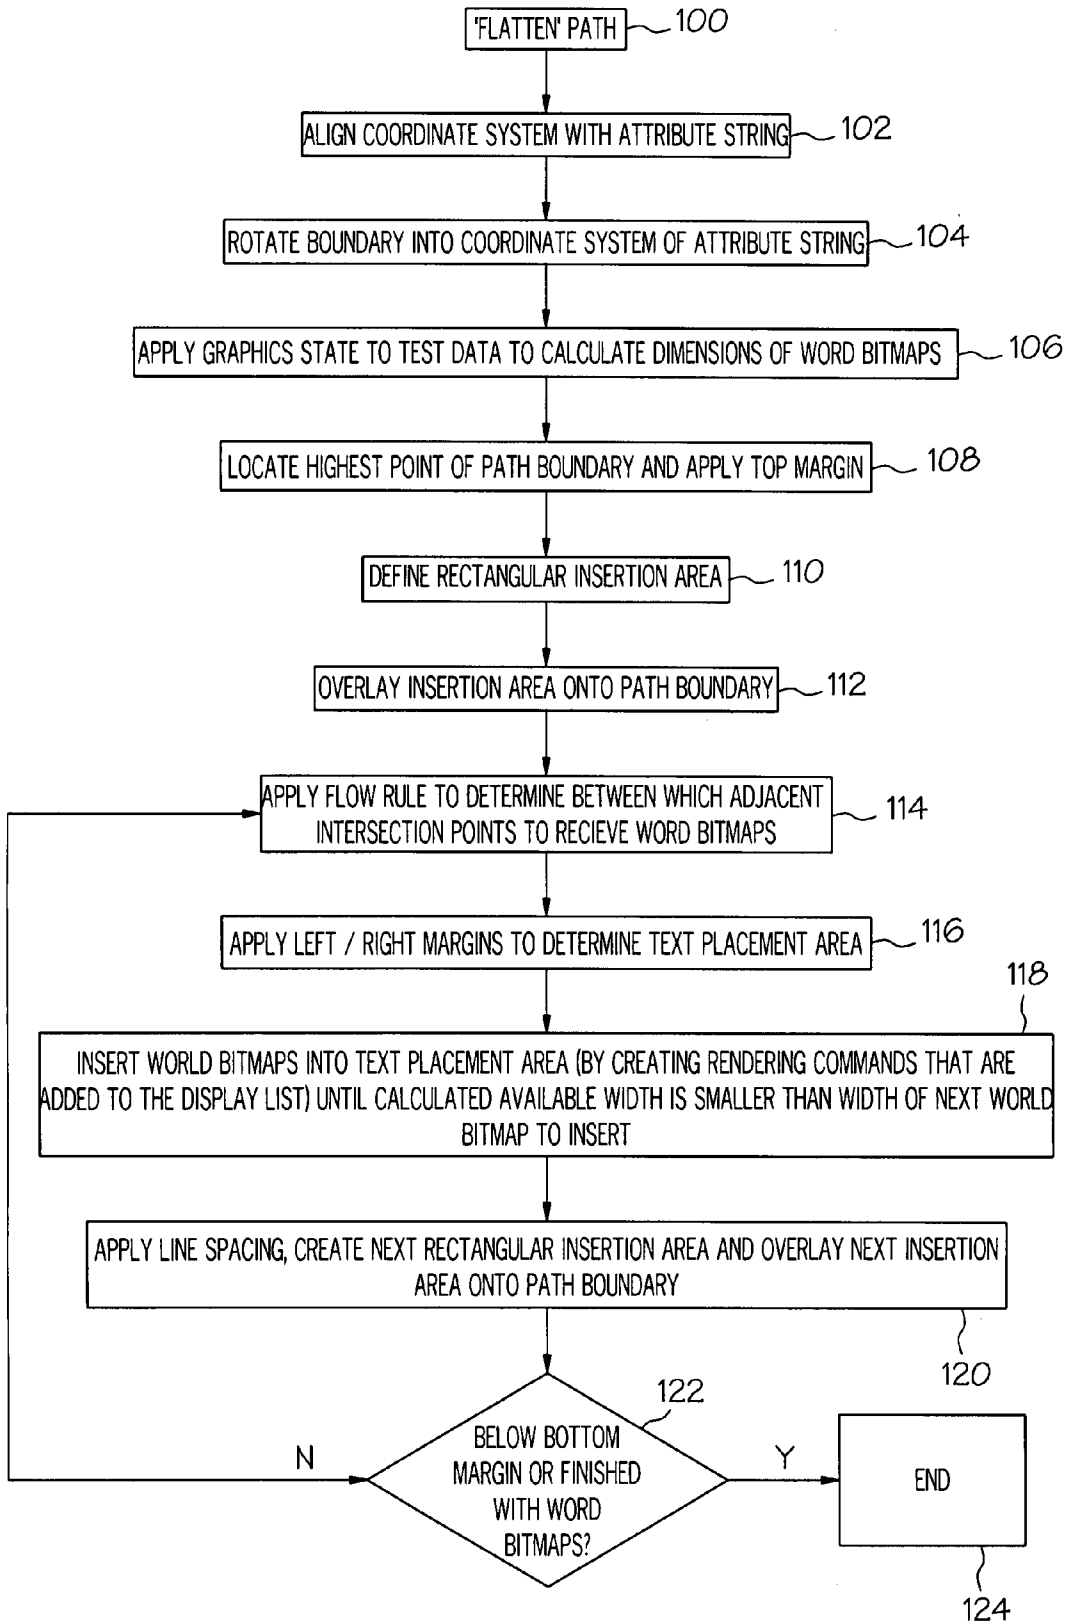 'FLATTEN' PATH
100
ALIGN COORDINATE SYSTEM WITH ATTRIBUTE STRING
102
ROTATE BOUNDARY INTO COORDINATE SYSTEM OF ATTRIBUTE STRING
104
APPLY GRAPHICS STATE TO TEST DATA TO CALCULATE DIMENSIONS OF WORD BITMAPS
106
LOCATE HIGHEST POINT OF PATH BOUNDARY AND APPLY TOP MARGIN
108
DEFINE RECTANGULAR INSERTION AREA
110
OVERLAY INSERTION AREA ONTO PATH BOUNDARY
112
APPLY FLOW RULE TO DETERMINE BETWEEN WHICH ADJACENT
INTERSECTION POINTS TO RECIEVE WORD BITMAPS
114
APPLY LEFT / RIGHT MARGINS TO DETERMINE TEXT PLACEMENT AREA
116
118
INSERT WORLD BITMAPS INTO TEXT PLACEMENT AREA (BY CREATING RENDERING COMMANDS THAT ARE
ADDED TO THE DISPLAY LIST) UNTIL CALCULATED AVAILABLE WIDTH IS SMALLER THAN WIDTH OF NEXT WORLD
BITMAP TO INSERT
APPLY LINE SPACING, CREATE NEXT RECTANGULAR INSERTION AREA AND OVERLAY NEXT INSERTION
AREA ONTO PATH BOUNDARY
120
122
BELOW BOTTOM
MARGIN OR FINISHED
WITH WORD
BITMAPS?
N
Y
END
124